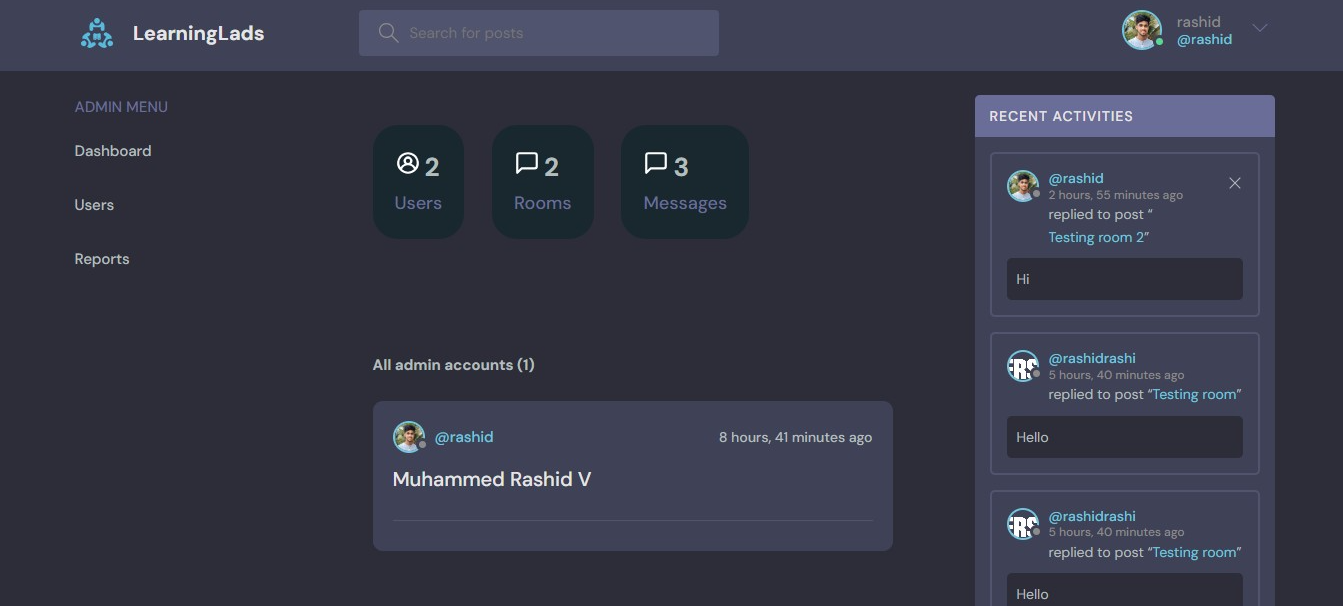 LearningLads
Search for posts
rashid
@rashid
ADMIN MENU
Dashboard
Users
Reports
2
Users
2
Rooms
3
Messages
All admin accounts (1)
@rashid
8 hours, 41 minutes ago
Muhammed Rashid V
RECENT ACTIVITIES
@rashid
2 hours, 55 minutes ago
replied to post “
Testing room 2”
Hi
@rashidrashi
5 hours, 40 minutes ago
replied to post “Testing room”
Hello
@rashidrashi
5 hours, 40 minutes ago
replied to post “Testing room”
Hello